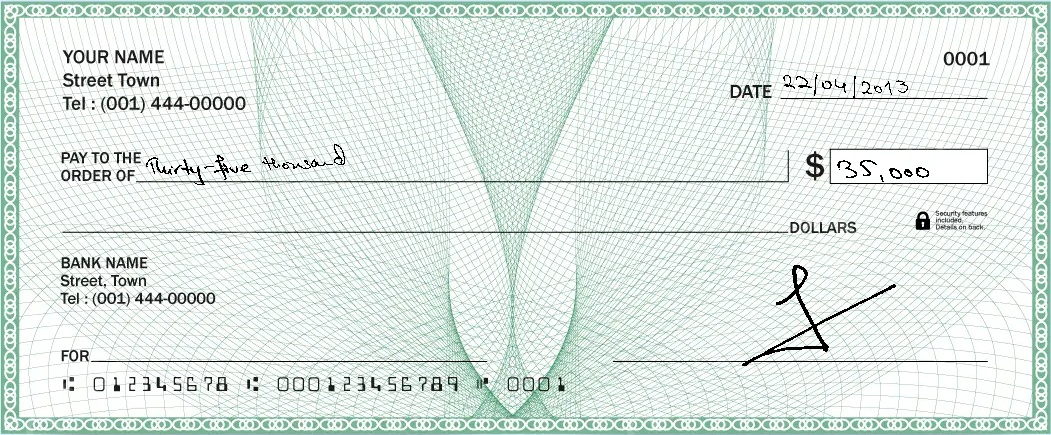 YOUR NAME
0001
Street Town
Tel : (001) 444-00000
DATE 22/04/2013
PAY TO THE
ORDER OF Thirty-five thousand $ 35,000
Security features
included.
Details on back.
DOLLARS
BANK NAME
Street, Town
Tel : (001) 444-00000
FOR
⑆ 012345678 ⑆ 000123456789 ⑈ 0001